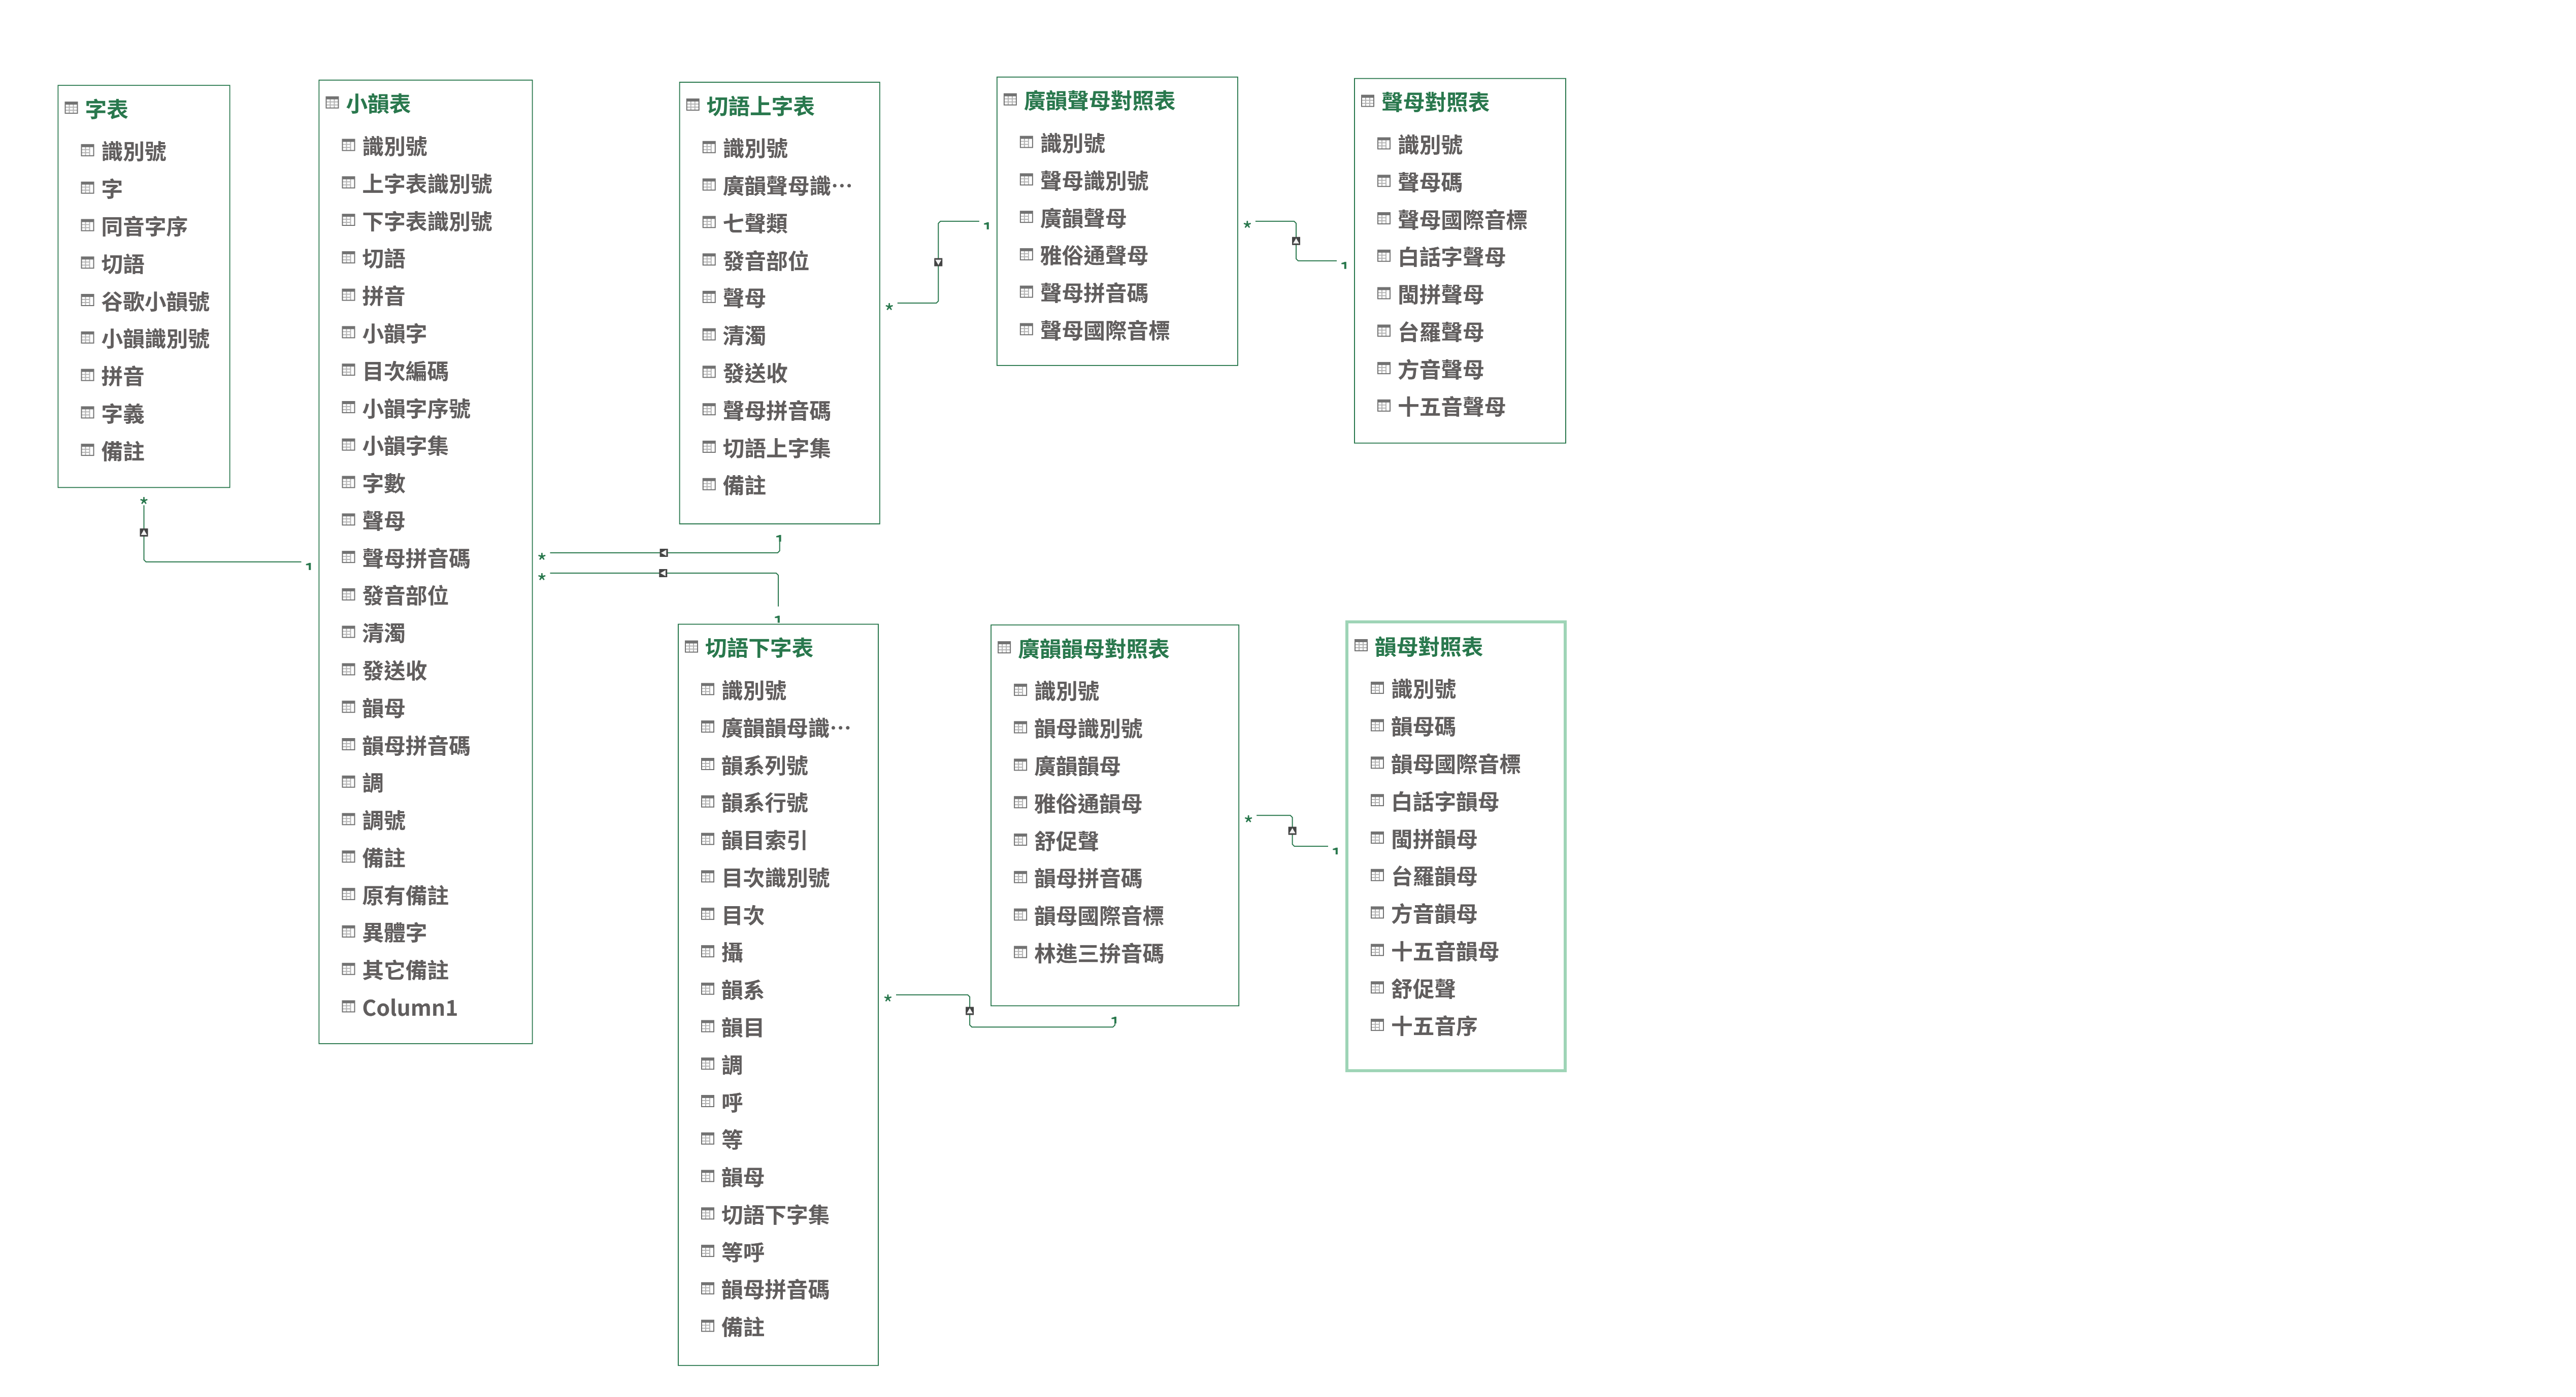 字表
識別號
字
同音字序
切語
谷歌小韻號
小韻識別號
拼音
字義
備註
*
1
小韻表
識別號
上字表識別號
下字表識別號
切語
拼音
小韻字
目次編碼
小韻字序號
小韻字集
字數
聲母
聲母拼音碼
發音部位
清濁
發送收
韻母
韻母拼音碼
調
調號
備註
原有備註
異體字
其它備註
Column1
*
*
切語上字表
識別號
廣韻聲母識…
七聲類
發音部位
聲母
清濁
發送收
聲母拼音碼
切語上字集
備註
1
*
1
廣韻聲母對照表
識別號
聲母識別號
廣韻聲母
雅俗通聲母
聲母拼音碼
聲母國際音標
*
1
聲母對照表
識別號
聲母碼
聲母國際音標
白話字聲母
閩拼聲母
台羅聲母
方音聲母
十五音聲母
1
切語下字表
識別號
廣韻韻母識…
韻系列號
韻系行號
韻目索引
目次識別號
目次
攝
韻系
韻目
調
呼
等
韻母
切語下字集
等呼
韻母拼音碼
備註
*
廣韻韻母對照表
識別號
韻母識別號
廣韻韻母
雅俗通韻母
舒促聲
韻母拼音碼
韻母國際音標
林進三拚音碼
1
*
1
韻母對照表
識別號
韻母碼
韻母國際音標
白話字韻母
閩拼韻母
台羅韻母
方音韻母
十五音韻母
舒促聲
十五音序